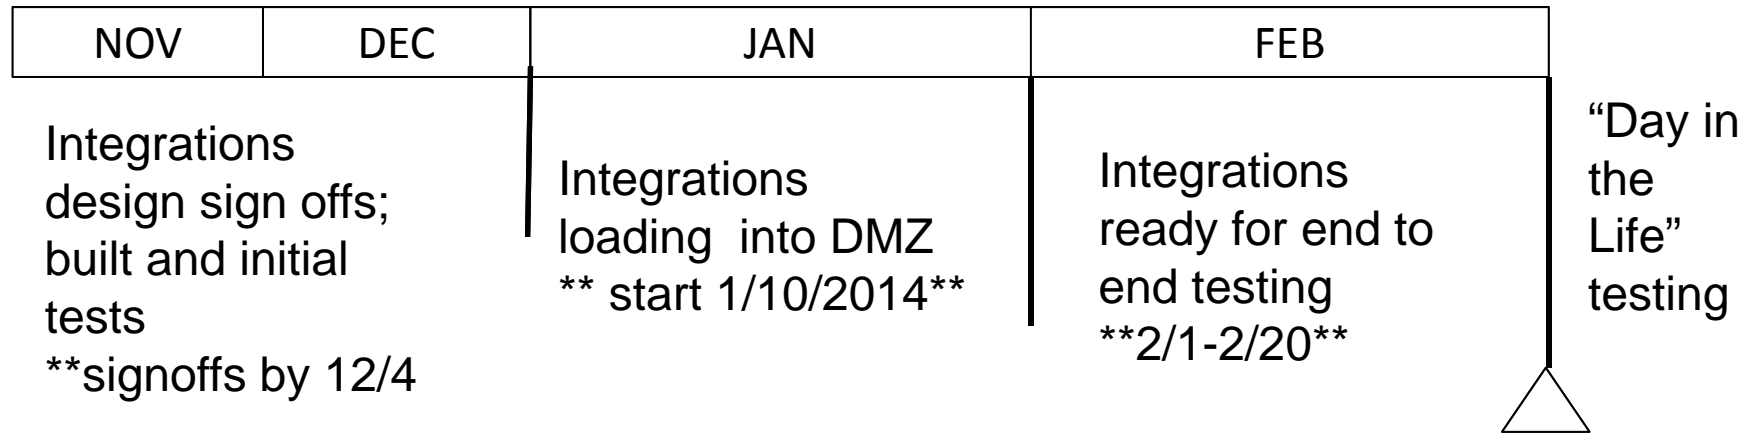 NOV DEC JAN FEB
Integrations
design sign offs;
built and initial
tests
**signoffs by 12/4
Integrations
loading  into DMZ
** start 1/10/2014**
Integrations
ready for end to
end testing
**2/1-2/20**
“Day in
the
Life”
testing